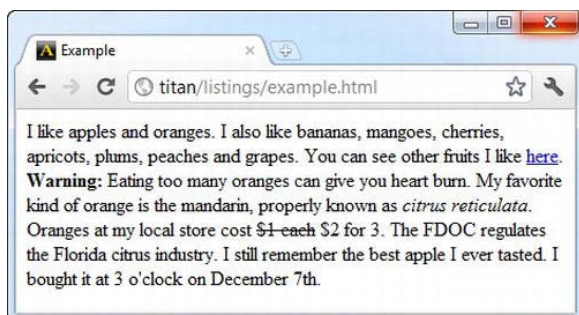 Example
titan/listings/example.html
I like apples and oranges. I also like bananas, mangoes, cherries,
apricots, plums, peaches and grapes. You can see other fruits I like here.
Warning: Eating too many oranges can give you heart burn. My favorite
kind of orange is the mandarin, properly known as citrus reticulata.
Oranges at my local store cost $1 each $2 for 3. The FDOC regulates
the Florida citrus industry. I still remember the best apple I ever tasted. I
bought it at 3 o'clock on December 7th.